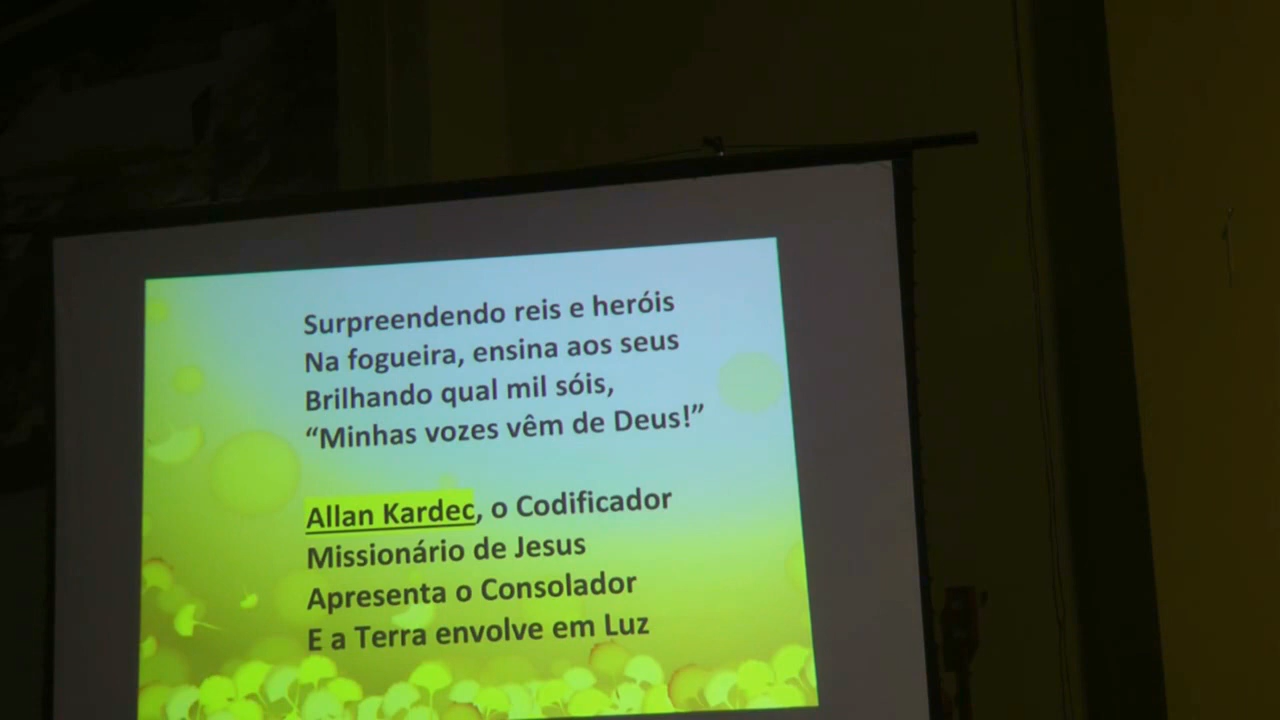 Surpreendendo reis e heróis
Na fogueira, ensina aos seus
Brilhando qual mil sóis,
“Minhas vozes vêm de Deus!”
Allan Kardec, o Codificador
Missionário de Jesus
Apresenta o Consolador
E a Terra envolve em Luz